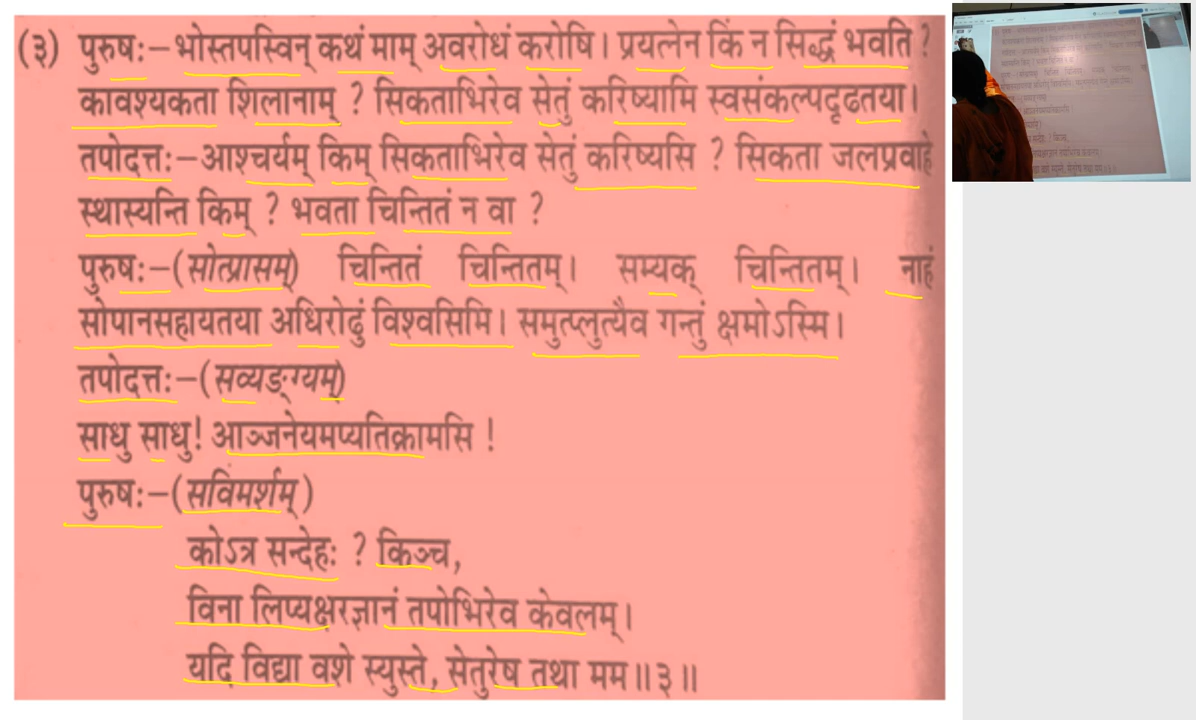 (३) पुरुषः–भोस्तपस्विन् कथं माम् अवरोधं करोषि। प्रयत्नेन किं न सिद्धं भवति ?
कावश्यकता शिलानाम् ? सिकताभिरेव सेतुं करिष्यामि स्वसंकल्पदृढतया।
तपोदत्तः–आश्चर्यम् किम् सिकताभिरेव सेतुं करिष्यसि ? सिकता जलप्रवाहे
स्थास्यन्ति किम् ? भवता चिन्तितं न वा ?
पुरुषः–(सोत्प्रासम्) चिन्तितं चिन्तितम्। सम्यक् चिन्तितम्। नाहं
सोपानसहायतया अधिरोढुं विश्वसिमि। समुत्प्लुत्यैव गन्तुं क्षमोऽस्मि।
तपोदत्तः–(सव्यङ्ग्यम्)
साधु साधु! आञ्जनेयमप्यतिक्रामसि !
पुरुषः–(सविमर्शम्)
कोऽत्र सन्देहः ? किञ्च,
विना लिप्यक्षरज्ञानं तपोभिरेव केवलम्।
यदि विद्या वशे स्युस्ते, सेतुरेष तथा मम॥३॥